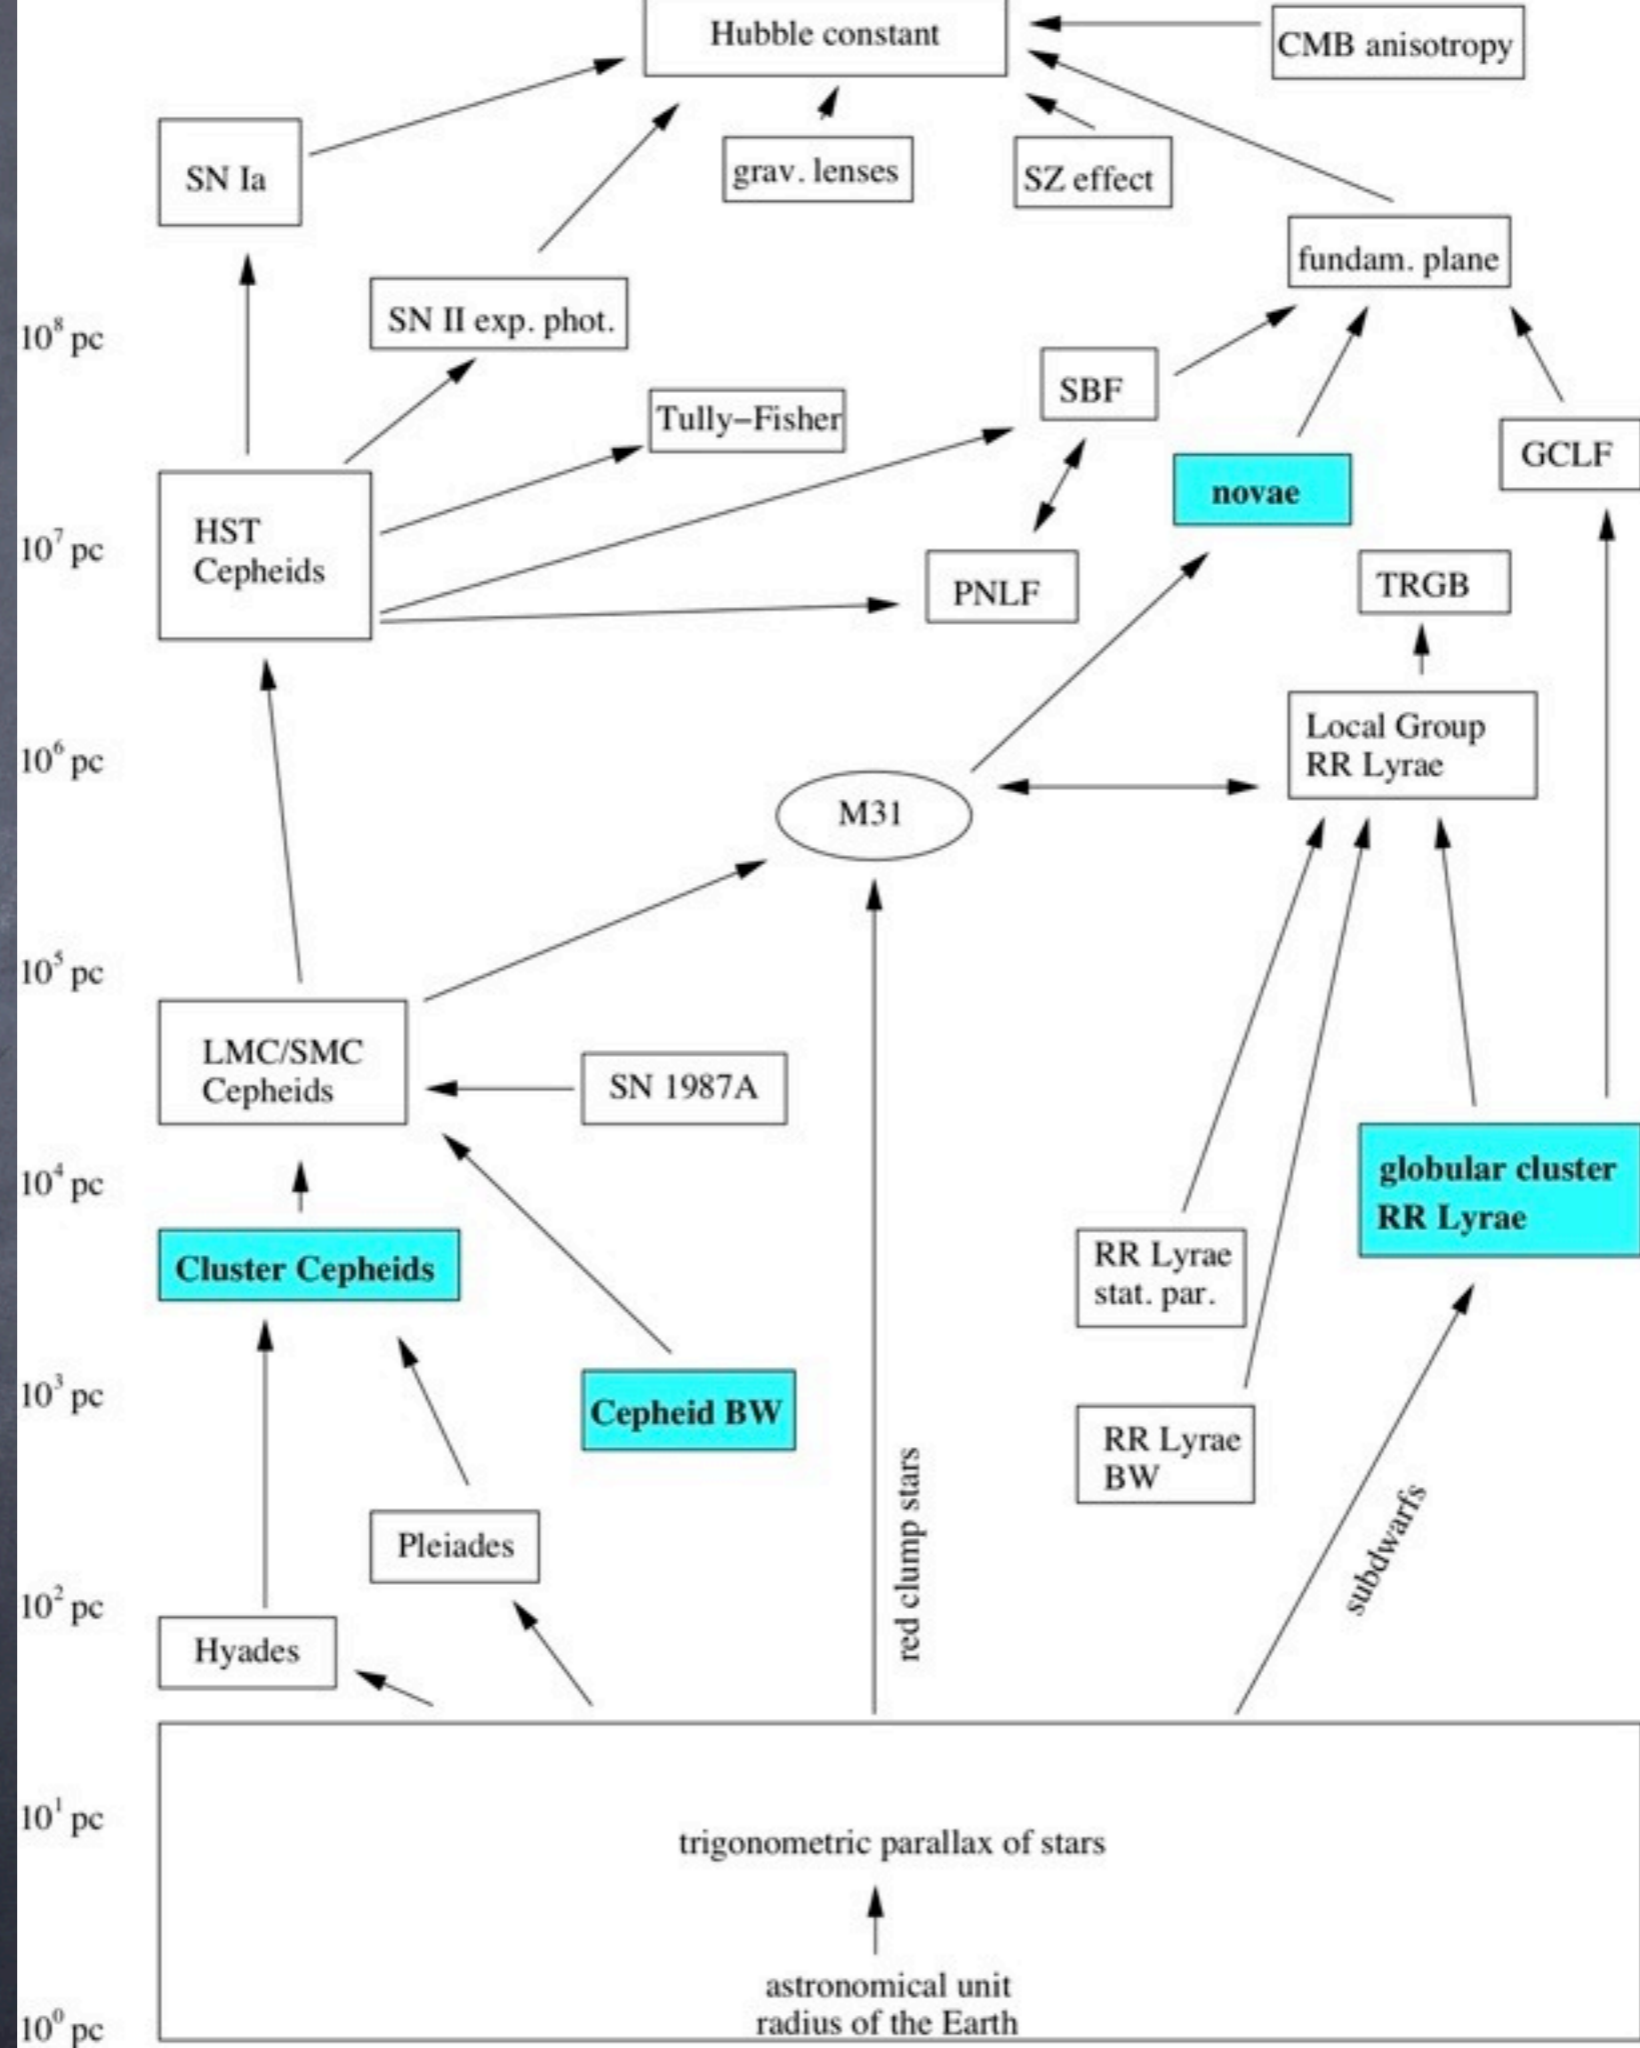 Hubble constant
CMB anisotropy
SN Ia
grav. lenses
SZ effect
fundam. plane
SN II exp. phot.
10⁸ pc
SBF
Tully–Fisher
GCLF
novae
HST
Cepheids
10⁷ pc
PNLF
TRGB
Local Group
RR Lyrae
10⁶ pc
M31
10⁵ pc
LMC/SMC
Cepheids
SN 1987A
10⁴ pc
globular cluster
RR Lyrae
Cluster Cepheids
RR Lyrae
stat. par.
10³ pc
Cepheid BW
RR Lyrae
BW
red clump stars
subdwarfs
Pleiades
10² pc
Hyades
10¹ pc
trigonometric parallax of stars
astronomical unit
radius of the Earth
10⁰ pc